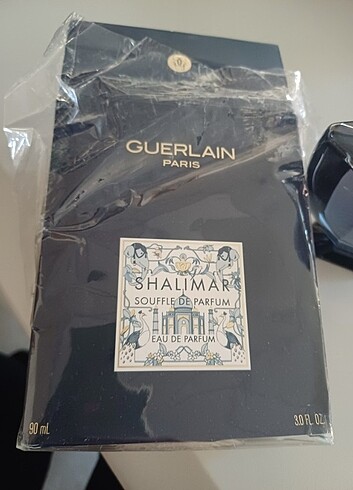 GUERLAIN
PARIS
SHALIMAR
SOUFFLE DE PARFUM
EAU DE PARFUM
90 mL
3.0 FL. OZ.